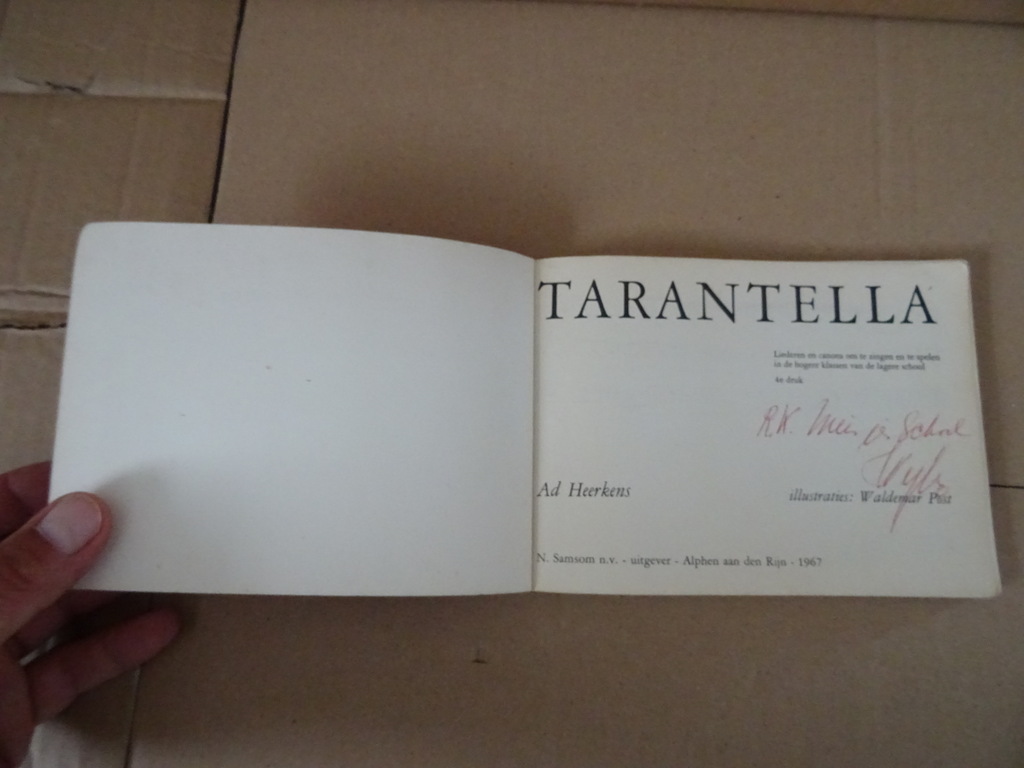 TARANTELLA
Liederen en canons om te zingen en te spelen
in de hogere klassen van de lagere school
4e druk
R.K. School
Ad Heerkens
illustraties: Waldemar Post
N. Samsom n.v. - uitgever - Alphen aan den Rijn - 1967